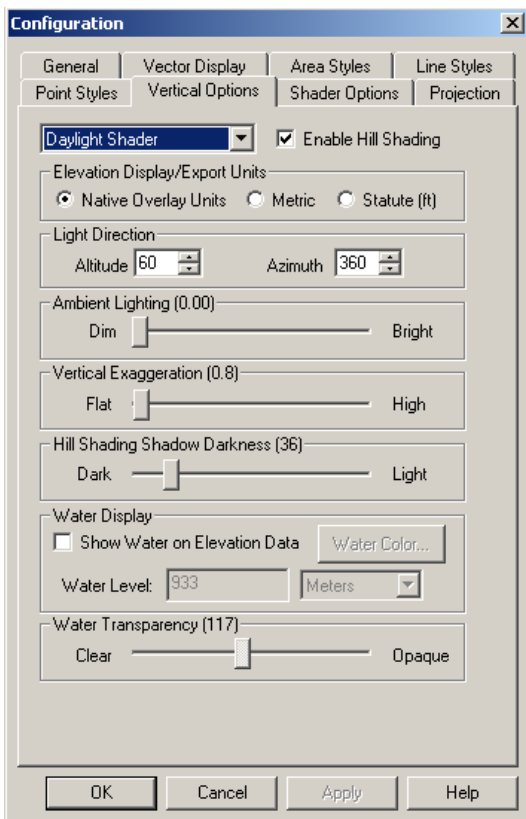 Configuration
General Vector Display Area Styles Line Styles
Point Styles Vertical Options Shader Options Projection
Daylight Shader Enable Hill Shading
Elevation Display/Export Units
Native Overlay Units Metric Statute (ft)
Light Direction
Altitude 60 Azimuth 360
Ambient Lighting (0.00)
Dim Bright
Vertical Exaggeration (0.8)
Flat High
Hill Shading Shadow Darkness (36)
Dark Light
Water Display
Show Water on Elevation Data Water Color...
Water Level: 933 Meters
Water Transparency (117)
Clear Opaque
OK Cancel Apply Help